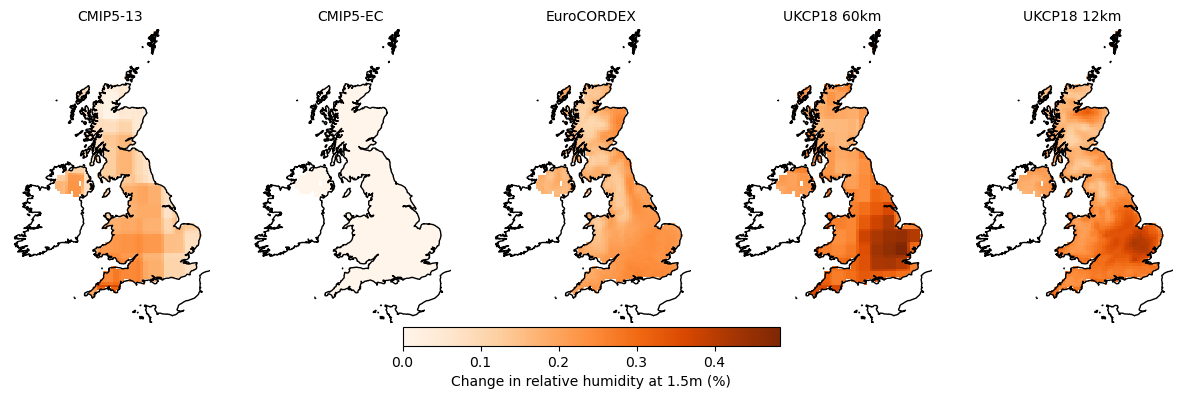 CMIP5-13 CMIP5-EC EuroCORDEX UKCP18 60km UKCP18 12km
0.0 0.1 0.2 0.3 0.4
Change in relative humidity at 1.5m (%)